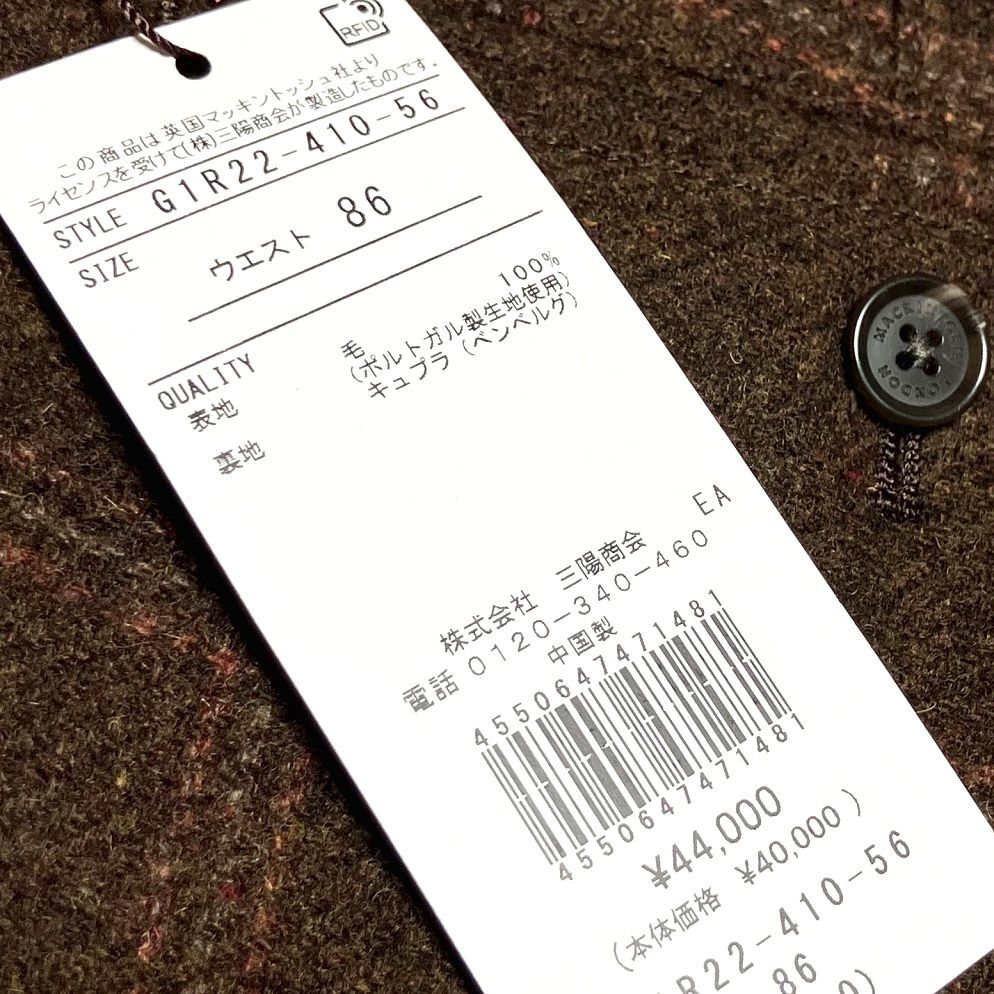 RFID
この商品は英国マッキントッシュ社より
ライセンスを受けて(株)三陽商会が製造したものです。
STYLE G1R22-410-56
SIZE ウエスト 86
QUALITY
表地 毛 100%
(ポルトガル製生地使用)
裏地 キュプラ(ベンベルグ)
EA
株式会社 三陽商会
電話 0120-340-460
中国製
4550647471481
4550647471481
¥44,000
(本体価格 ¥40,000)
R22-410-56
86
0)
LONDON